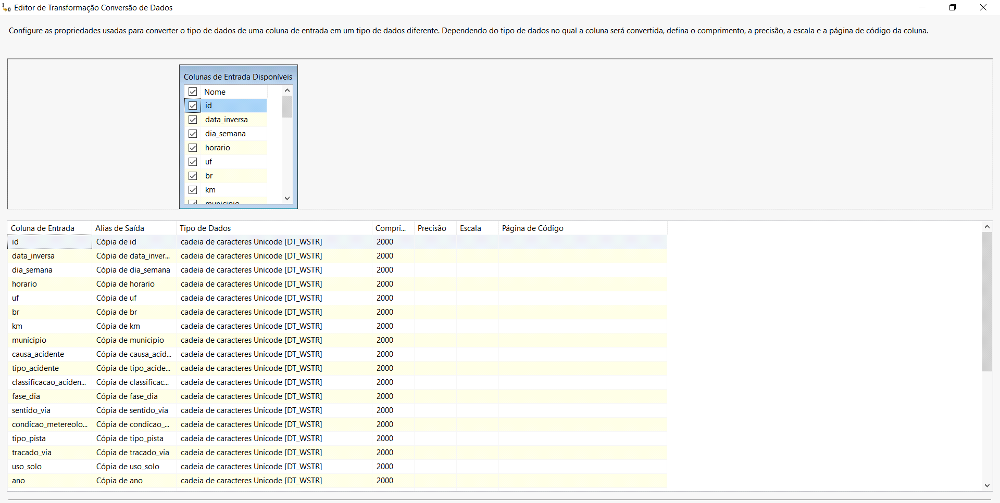 Editor de Transformação Conversão de Dados
Configure as propriedades usadas para converter o tipo de dados de uma coluna de entrada em um tipo de dados diferente. Dependendo do tipo de dados no qual a coluna será convertida, defina o comprimento, a precisão, a escala e a página de código da coluna.
Colunas de Entrada Disponíveis
Nome
id
data_inversa
dia_semana
horario
uf
br
km
municipio
Coluna de Entrada Alias de Saída Tipo de Dados Compri... Precisão Escala Página de Código
id Cópia de id cadeia de caracteres Unicode [DT_WSTR] 2000
data_inversa Cópia de data_inver... cadeia de caracteres Unicode [DT_WSTR] 2000
dia_semana Cópia de dia_semana cadeia de caracteres Unicode [DT_WSTR] 2000
horario Cópia de horario cadeia de caracteres Unicode [DT_WSTR] 2000
uf Cópia de uf cadeia de caracteres Unicode [DT_WSTR] 2000
br Cópia de br cadeia de caracteres Unicode [DT_WSTR] 2000
km Cópia de km cadeia de caracteres Unicode [DT_WSTR] 2000
municipio Cópia de municipio cadeia de caracteres Unicode [DT_WSTR] 2000
causa_acidente Cópia de causa_acid... cadeia de caracteres Unicode [DT_WSTR] 2000
tipo_acidente Cópia de tipo_acide... cadeia de caracteres Unicode [DT_WSTR] 2000
classificacao_aciden... Cópia de classificac... cadeia de caracteres Unicode [DT_WSTR] 2000
fase_dia Cópia de fase_dia cadeia de caracteres Unicode [DT_WSTR] 2000
sentido_via Cópia de sentido_via cadeia de caracteres Unicode [DT_WSTR] 2000
condicao_metereolo... Cópia de condicao_... cadeia de caracteres Unicode [DT_WSTR] 2000
tipo_pista Cópia de tipo_pista cadeia de caracteres Unicode [DT_WSTR] 2000
tracado_via Cópia de tracado_via cadeia de caracteres Unicode [DT_WSTR] 2000
uso_solo Cópia de uso_solo cadeia de caracteres Unicode [DT_WSTR] 2000
ano Cópia de ano cadeia de caracteres Unicode [DT_WSTR] 2000